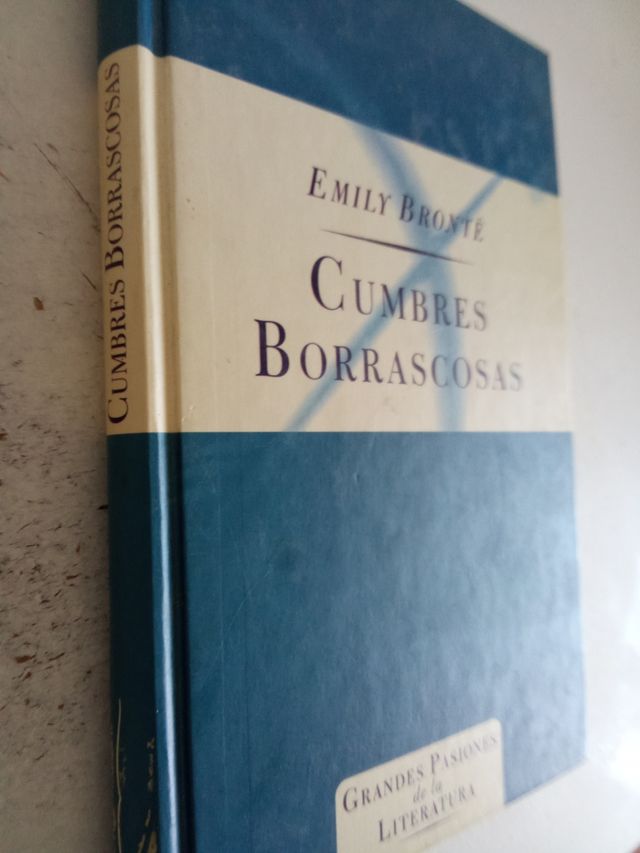 CUMBRES BORRASCOSAS
EMILY BRONTË
CUMBRES
BORRASCOSAS
GRANDES PASIONES
de la
LITERATURA